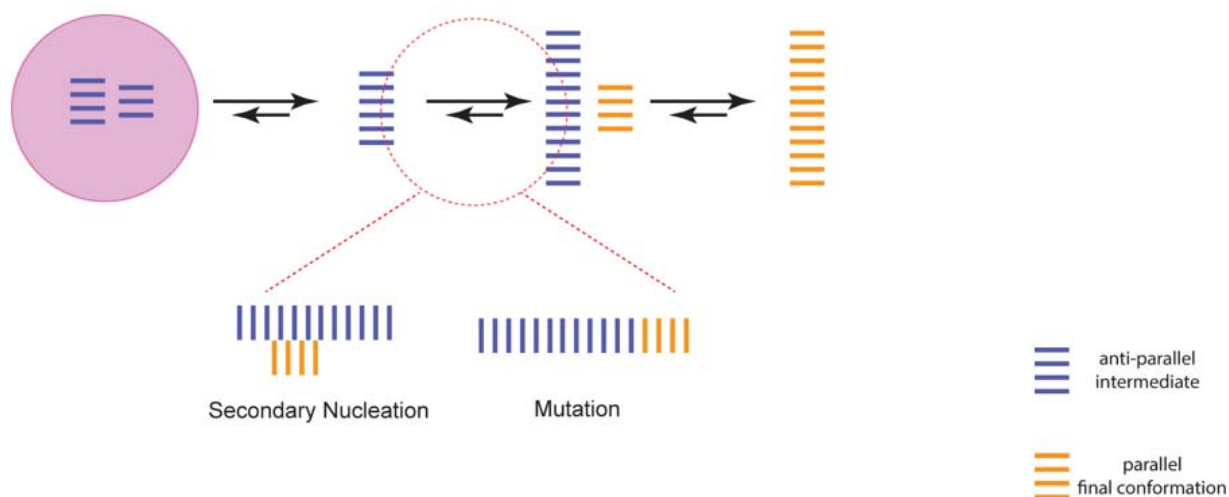 Secondary Nucleation
Mutation
anti-parallel
intermediate
parallel
final conformation